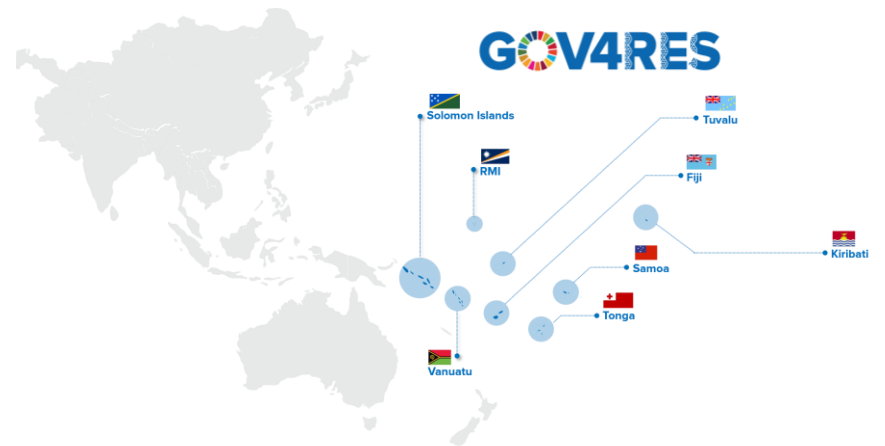 GOV4RES
Solomon Islands
Tuvalu
RMI
Fiji
Kiribati
Samoa
Tonga
Vanuatu